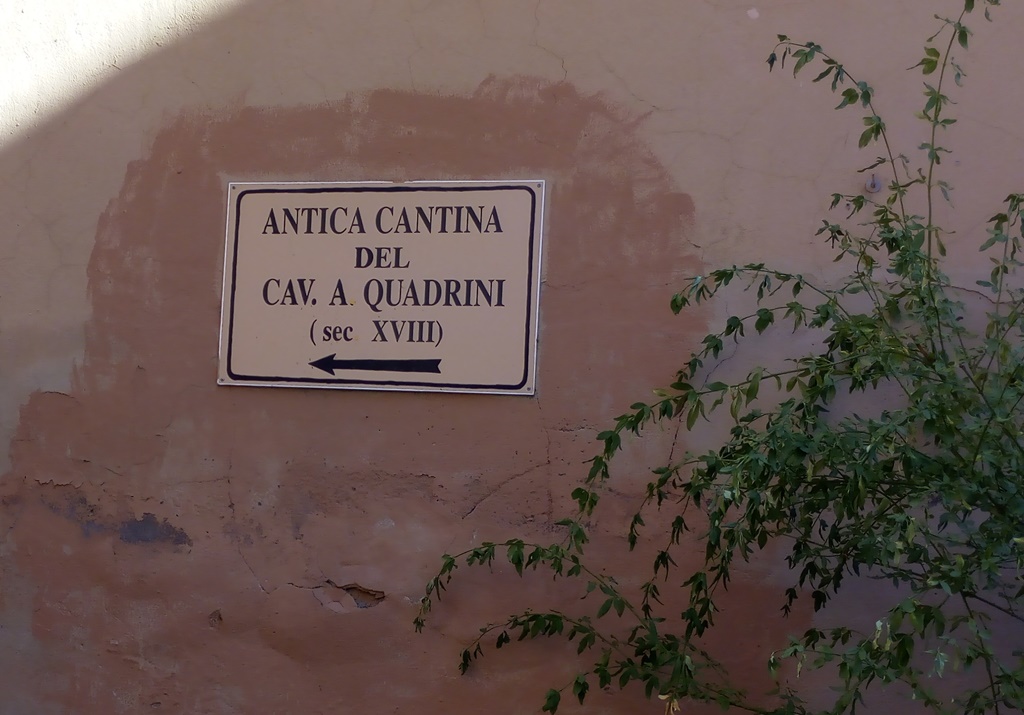 ANTICA CANTINA
DEL
CAV. A. QUADRINI
( sec XVIII)